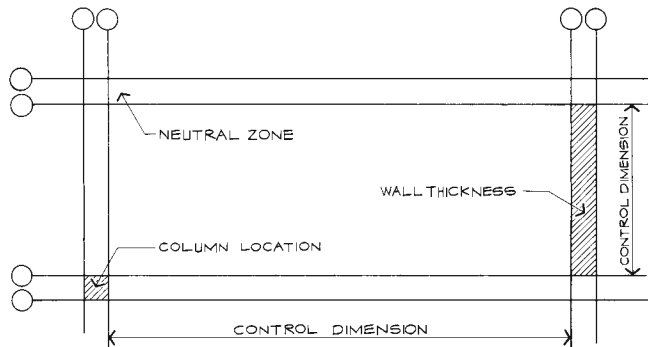 NEUTRAL ZONE
WALL THICKNESS
CONTROL DIMENSION
COLUMN LOCATION
CONTROL DIMENSION